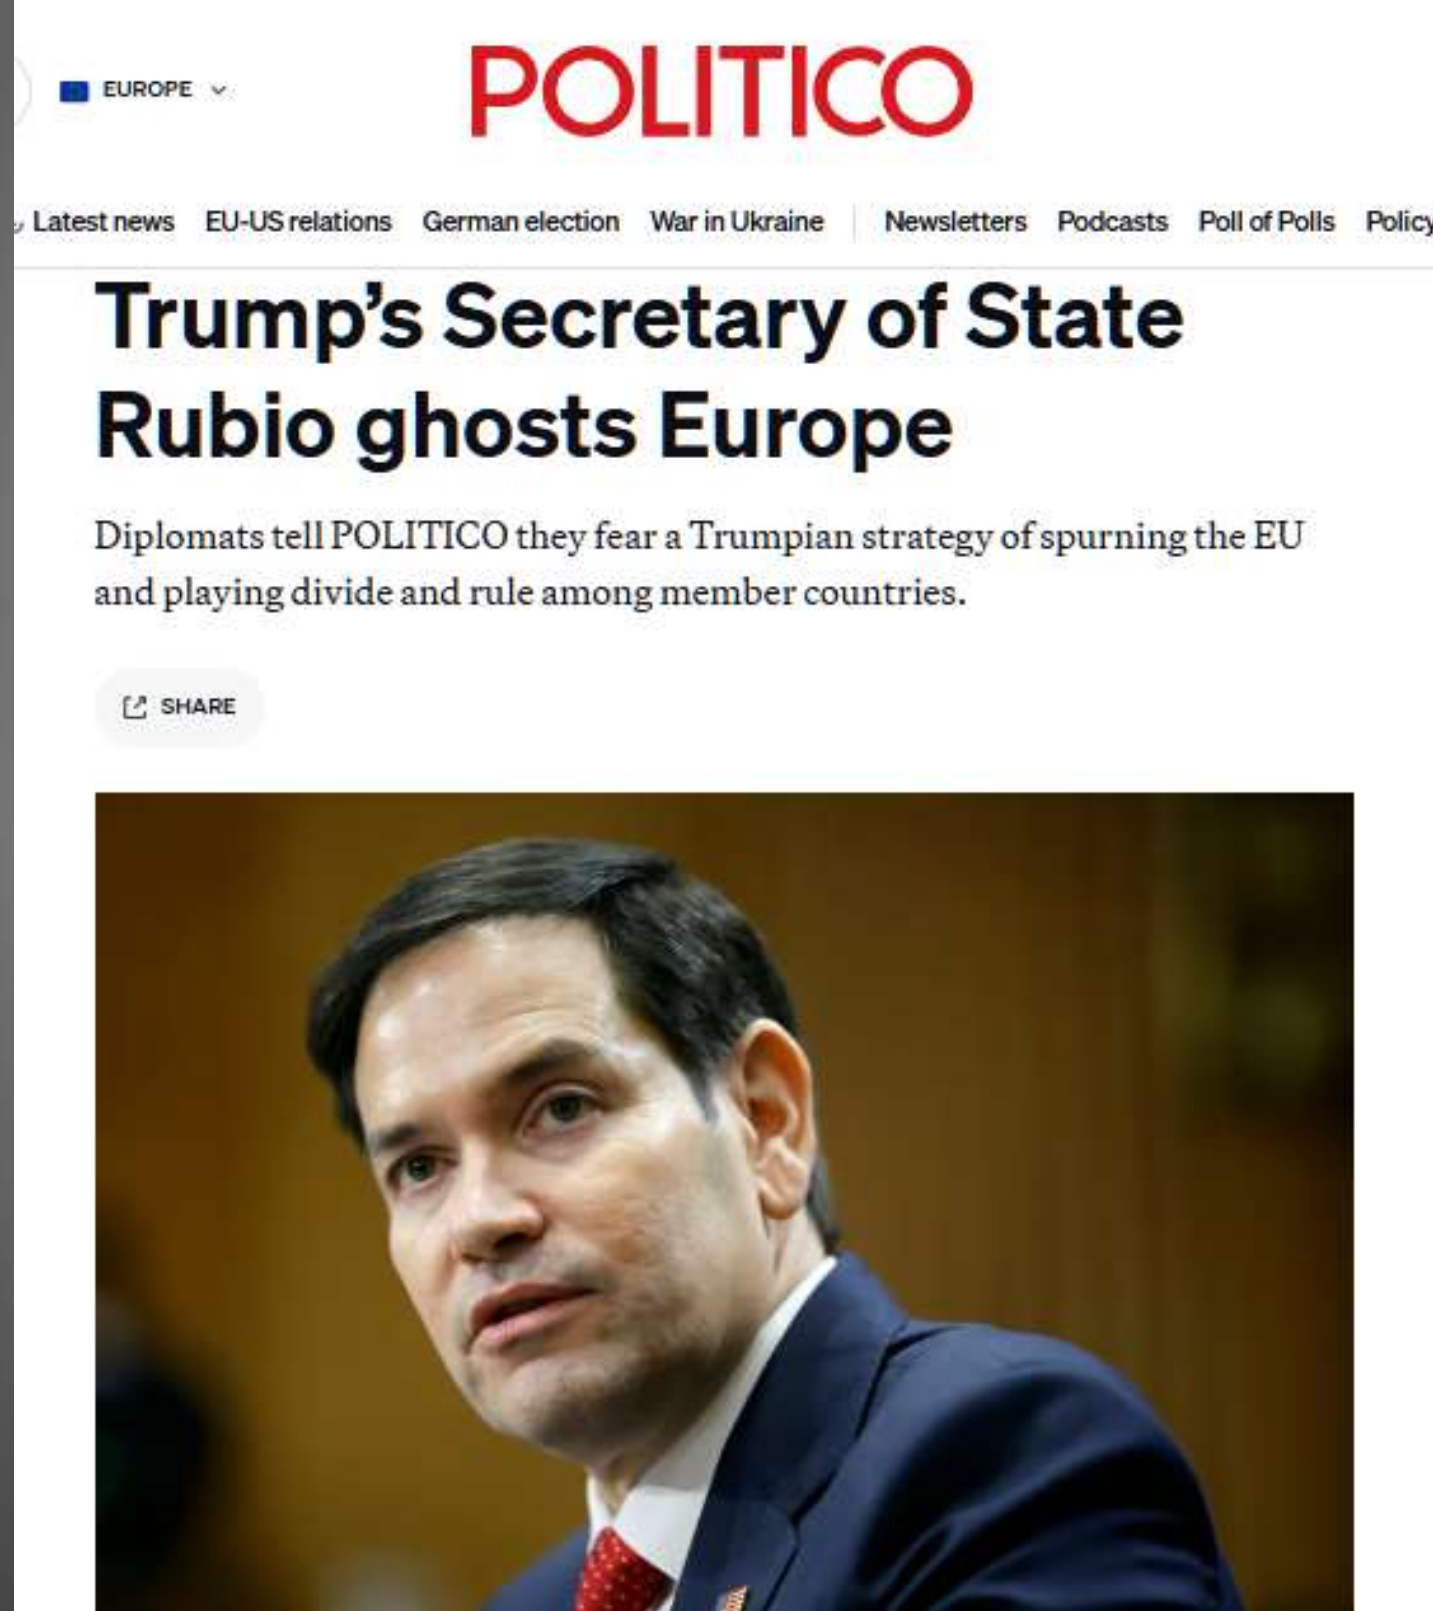 EUROPE
POLITICO
Latest news EU-US relations German election War in Ukraine Newsletters Podcasts Poll of Polls Policy
Trump’s Secretary of State
Rubio ghosts Europe
Diplomats tell POLITICO they fear a Trumpian strategy of spurning the EU
and playing divide and rule among member countries.
SHARE